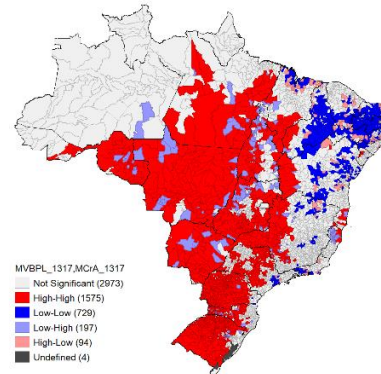 MVBPL_1317,MCrA_1317
Not Significant (2973)
High-High (1575)
Low-Low (729)
Low-High (197)
High-Low (94)
Undefined (4)